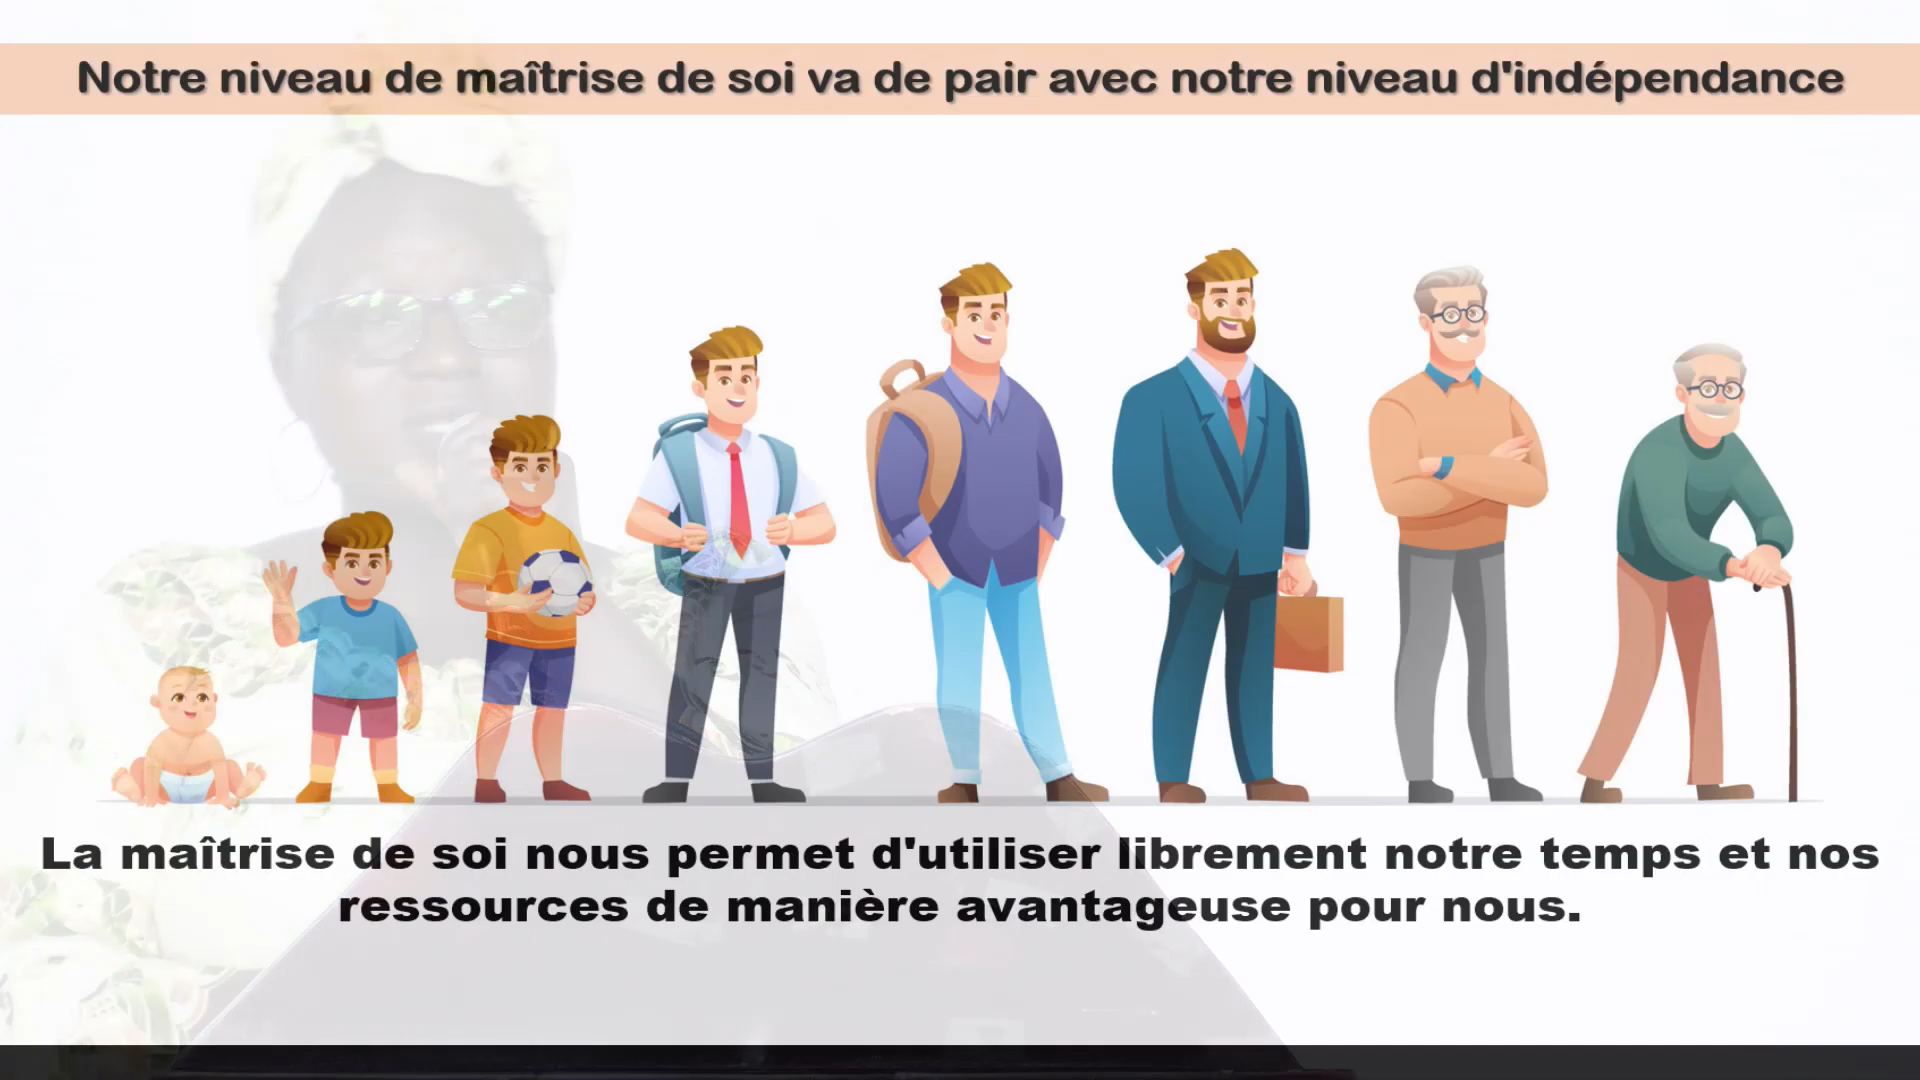 Notre niveau de maîtrise de soi va de pair avec notre niveau d'indépendance
La maîtrise de soi nous permet d'utiliser librement notre temps et nos
ressources de manière avantageuse pour nous.